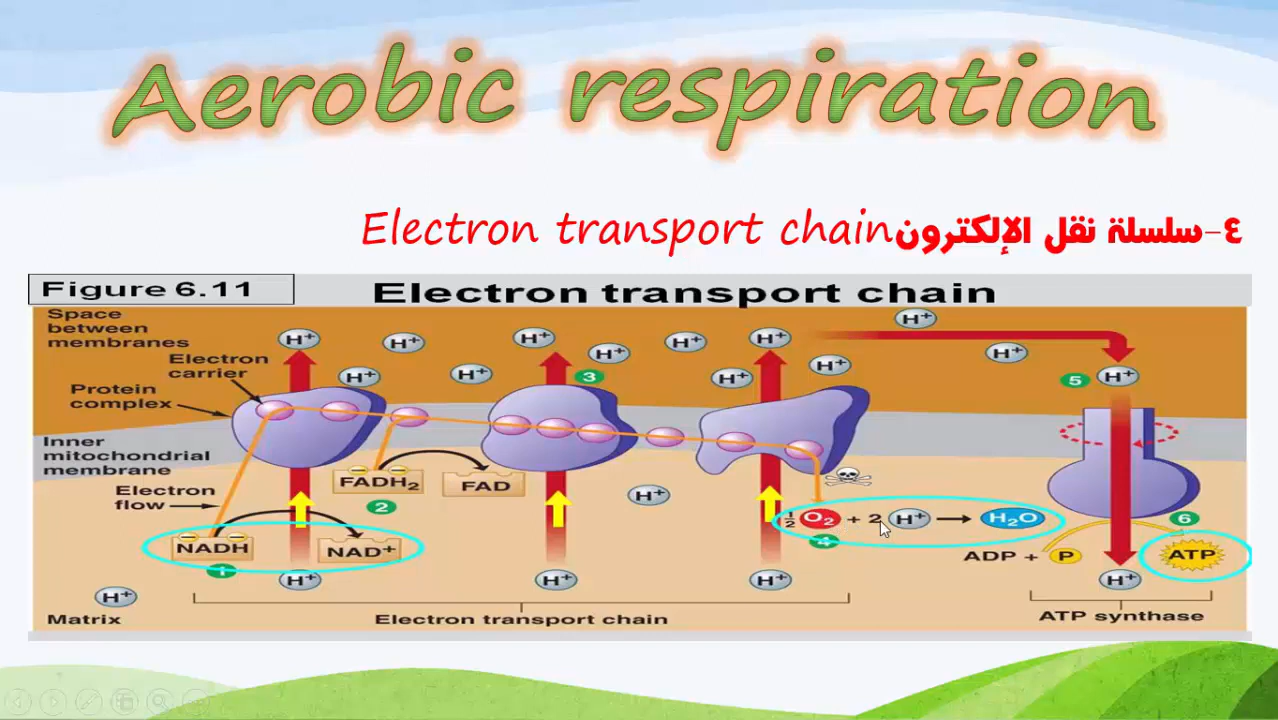 Aerobic respiration
٤-سلسلة نقل الإلكترون Electron transport chain
Figure 6.11
Electron transport chain
Space
between
membranes
H⁺
H⁺
H⁺
H⁺
H⁺
H⁺
H⁺
H⁺
H⁺
H⁺
H⁺
H⁺
H⁺
Electron
carrier
3
5
Protein
complex
Inner
mitochondrial
membrane
FADH₂
FAD
2
Electron
flow
H⁺
NADH
NAD⁺
1
½ O₂ + 2 H⁺ → H₂O
4
6
ADP + P
ATP
H⁺
H⁺
H⁺
H⁺
H⁺
Matrix
Electron transport chain
ATP synthase